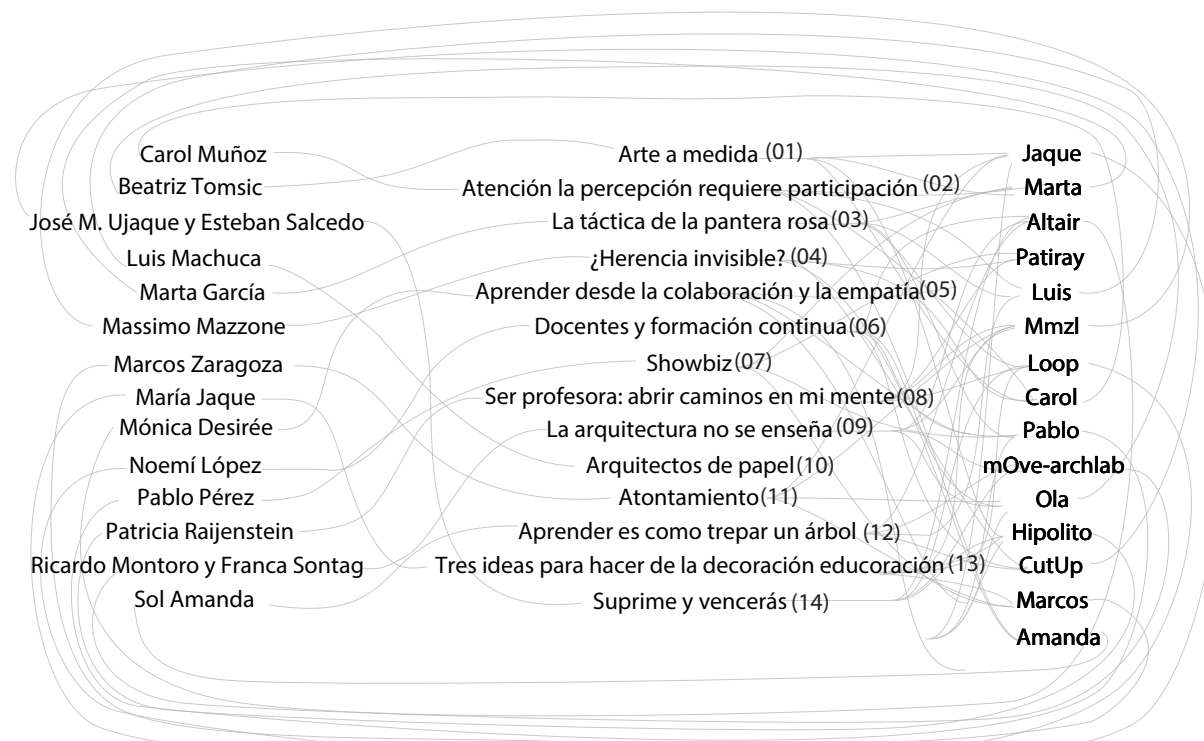 Carol Muñoz
Beatriz Tomsic
José M. Ujaque y Esteban Salcedo
Luis Machuca
Marta García
Massimo Mazzone
Marcos Zaragoza
María Jaque
Mónica Desirée
Noemí López
Pablo Pérez
Patricia Raijenstein
Ricardo Montoro y Franca Sontag
Sol Amanda
Arte a medida (01)
Atención la percepción requiere participación (02)
La táctica de la pantera rosa(03)
¿Herencia invisible? (04)
Aprender desde la colaboración y la empatía(05)
Docentes y formación continua(06)
Showbiz(07)
Ser profesora: abrir caminos en mi mente(08)
La arquitectura no se enseña (09)
Arquitectos de papel(10)
Atontamiento(11)
Aprender es como trepar un árbol (12)
Tres ideas para hacer de la decoración educoración(13)
Suprime y vencerás (14)
Jaque
Marta
Altair
Patiray
Luis
Mmzl
Loop
Carol
Pablo
mOve-archlab
Ola
Hipolito
CutUp
Marcos
Amanda